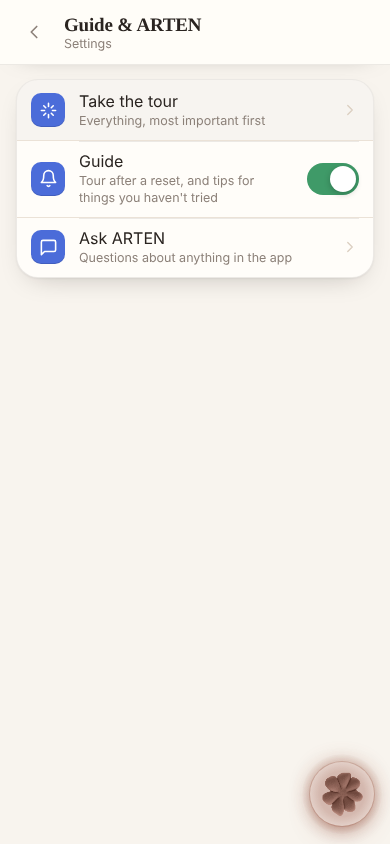 Guide & ARTEN
Settings
Take the tour
Everything, most important first
Guide
Tour after a reset, and tips for
things you haven't tried
Ask ARTEN
Questions about anything in the app